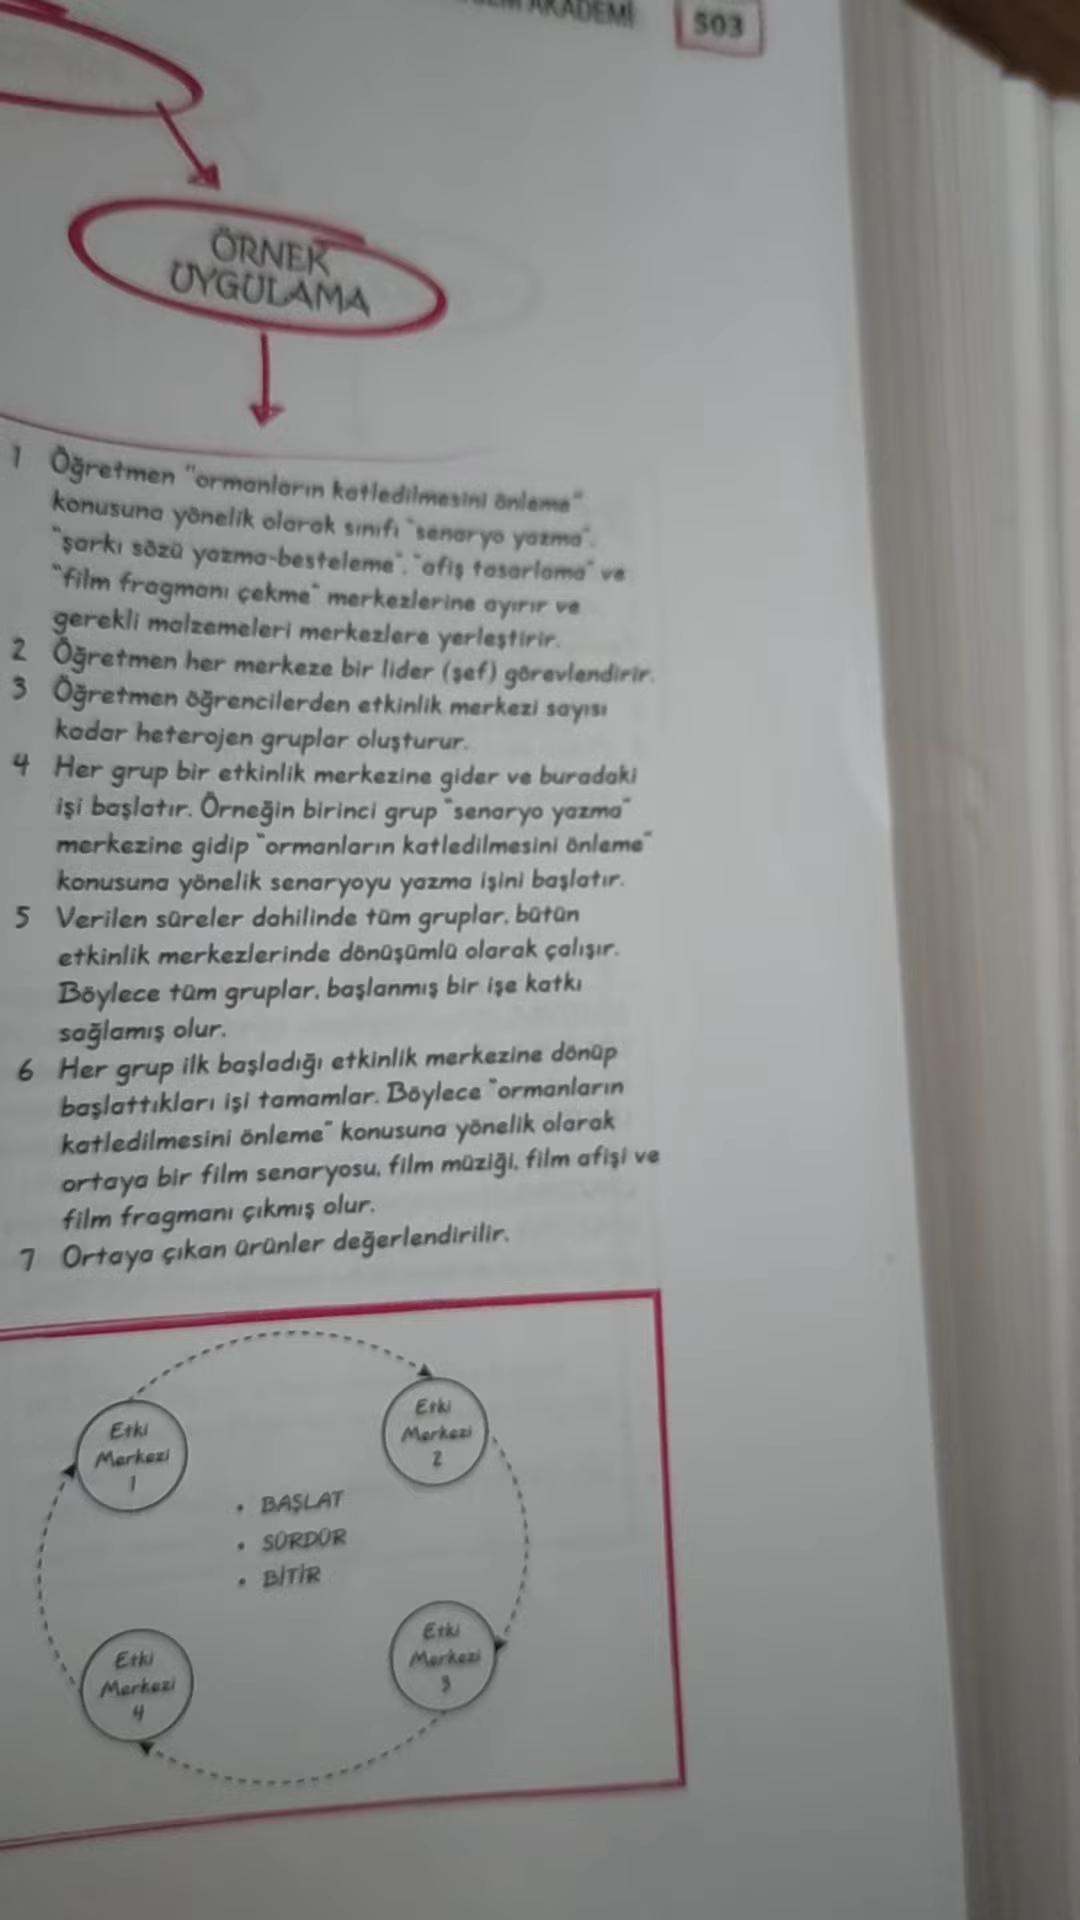 AKADEMİ
503
ÖRNEK
UYGULAMA
1 Öğretmen "ormanların katledilmesini önleme"
konusuna yönelik olarak sınıfı "senaryo yazma",
"şarkı sözü yazma-besteleme", "afiş tasarlama" ve
"film fragmanı çekme" merkezlerine ayırır ve
gerekli malzemeleri merkezlere yerleştirir.
2 Öğretmen her merkeze bir lider (şef) görevlendirir.
3 Öğretmen öğrencilerden etkinlik merkezi sayısı
kadar heterojen gruplar oluşturur.
4 Her grup bir etkinlik merkezine gider ve buradaki
işi başlatır. Örneğin birinci grup "senaryo yazma"
merkezine gidip "ormanların katledilmesini önleme"
konusuna yönelik senaryoyu yazma işini başlatır.
5 Verilen süreler dahilinde tüm gruplar, bütün
etkinlik merkezlerinde dönüşümlü olarak çalışır.
Böylece tüm gruplar, başlanmış bir işe katkı
sağlamış olur.
6 Her grup ilk başladığı etkinlik merkezine dönüp
başlattıkları işi tamamlar. Böylece "ormanların
katledilmesini önleme" konusuna yönelik olarak
ortaya bir film senaryosu, film müziği, film afişi ve
film fragmanı çıkmış olur.
7 Ortaya çıkan ürünler değerlendirilir.
Etki
Merkezi
1
Etki
Merkezi
2
• BAŞLAT
• SÜRDÜR
• BİTİR
Etki
Merkezi
3
Etki
Merkezi
4